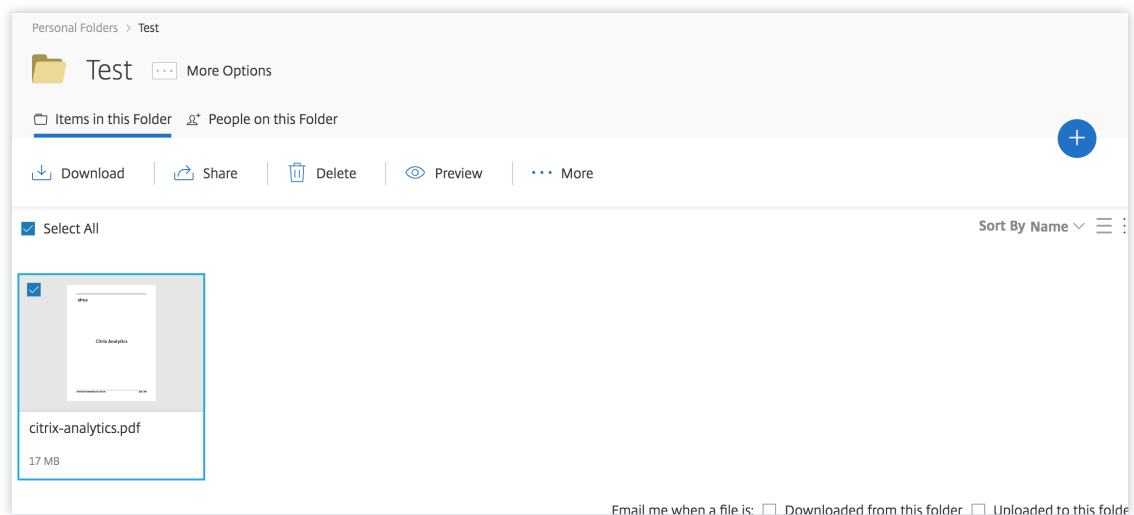 Personal Folders > Test
Test ··· More Options
Items in this Folder People on this Folder
Download Share Delete Preview ··· More
Select All Sort By Name
citrix
Citrix Analytics
citrix-analytics.pdf
17 MB
Email me when a file is: Downloaded from this folder Uploaded to this folde